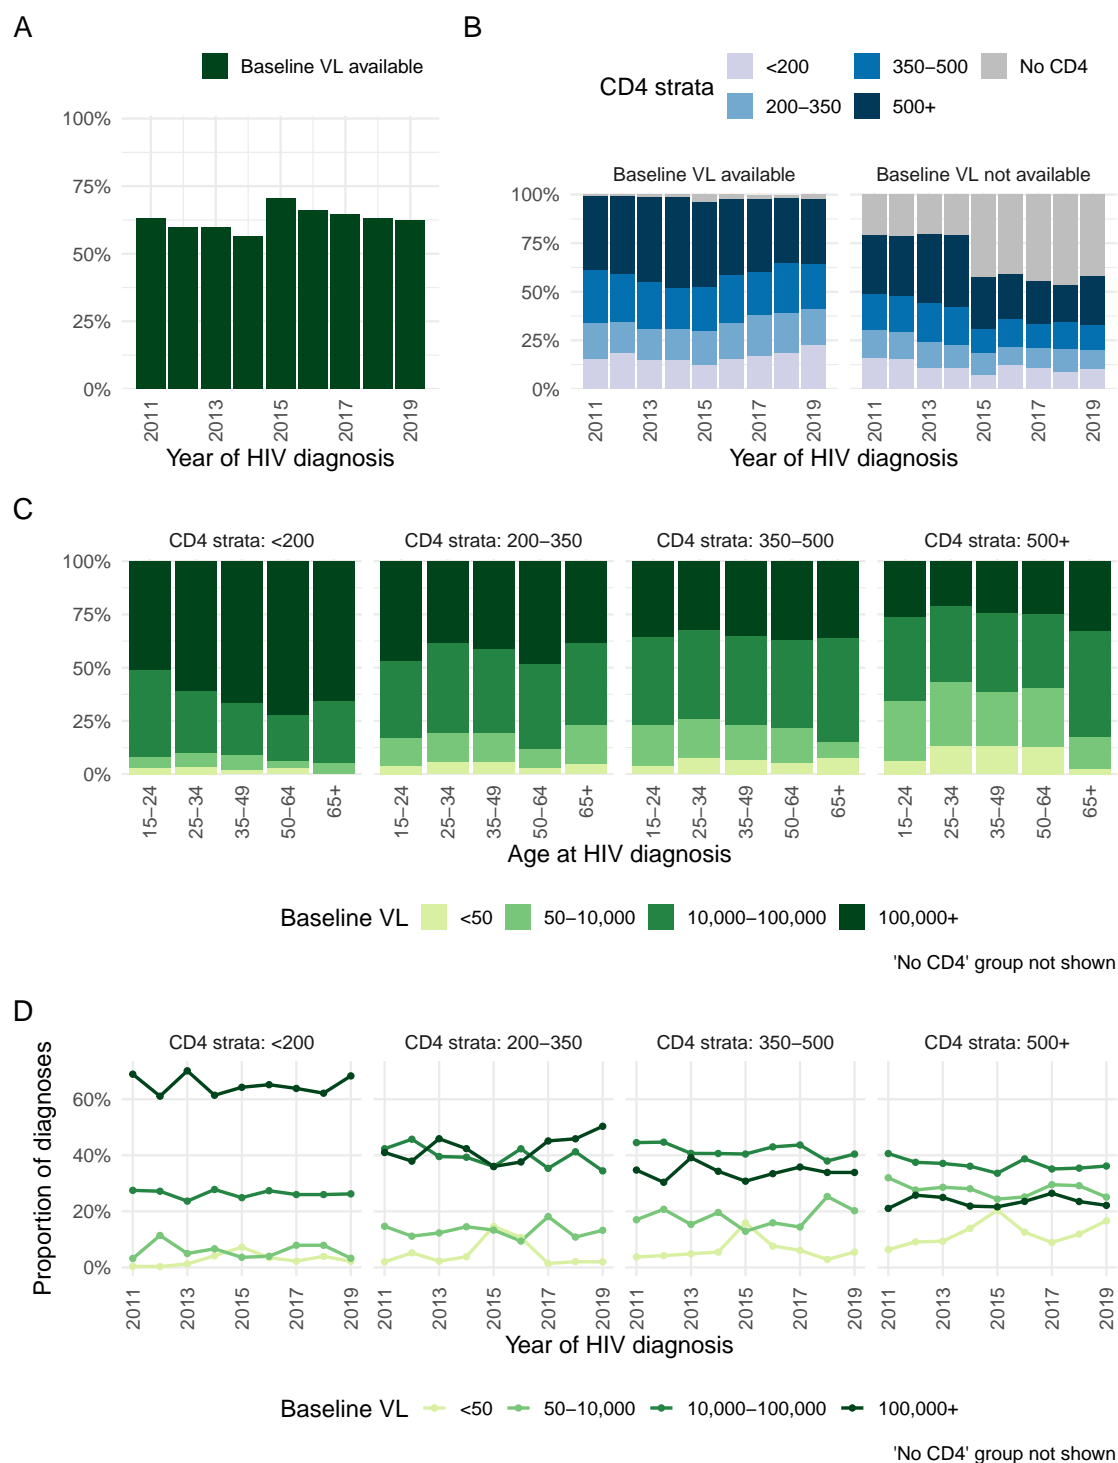 A
Baseline VL available
100%
75%
50%
25%
0%
2011 2013 2015 2017 2019
Year of HIV diagnosis
B
CD4 strata
<200 350−500 No CD4
200−350 500+
Baseline VL available Baseline VL not available
100%
75%
50%
25%
0%
2011 2013 2015 2017 2019 2011 2013 2015 2017 2019
Year of HIV diagnosis
C
CD4 strata: <200 CD4 strata: 200−350 CD4 strata: 350−500 CD4 strata: 500+
100%
75%
50%
25%
0%
15−24 25−34 35−49 50−64 65+ 15−24 25−34 35−49 50−64 65+ 15−24 25−34 35−49 50−64 65+ 15−24 25−34 35−49 50−64 65+
Age at HIV diagnosis
Baseline VL <50 50−10,000 10,000−100,000 100,000+
'No CD4' group not shown
D
CD4 strata: <200 CD4 strata: 200−350 CD4 strata: 350−500 CD4 strata: 500+
Proportion of diagnoses
60%
40%
20%
0%
2011 2013 2015 2017 2019 2011 2013 2015 2017 2019 2011 2013 2015 2017 2019 2011 2013 2015 2017 2019
Year of HIV diagnosis
Baseline VL <50 50−10,000 10,000−100,000 100,000+
'No CD4' group not shown